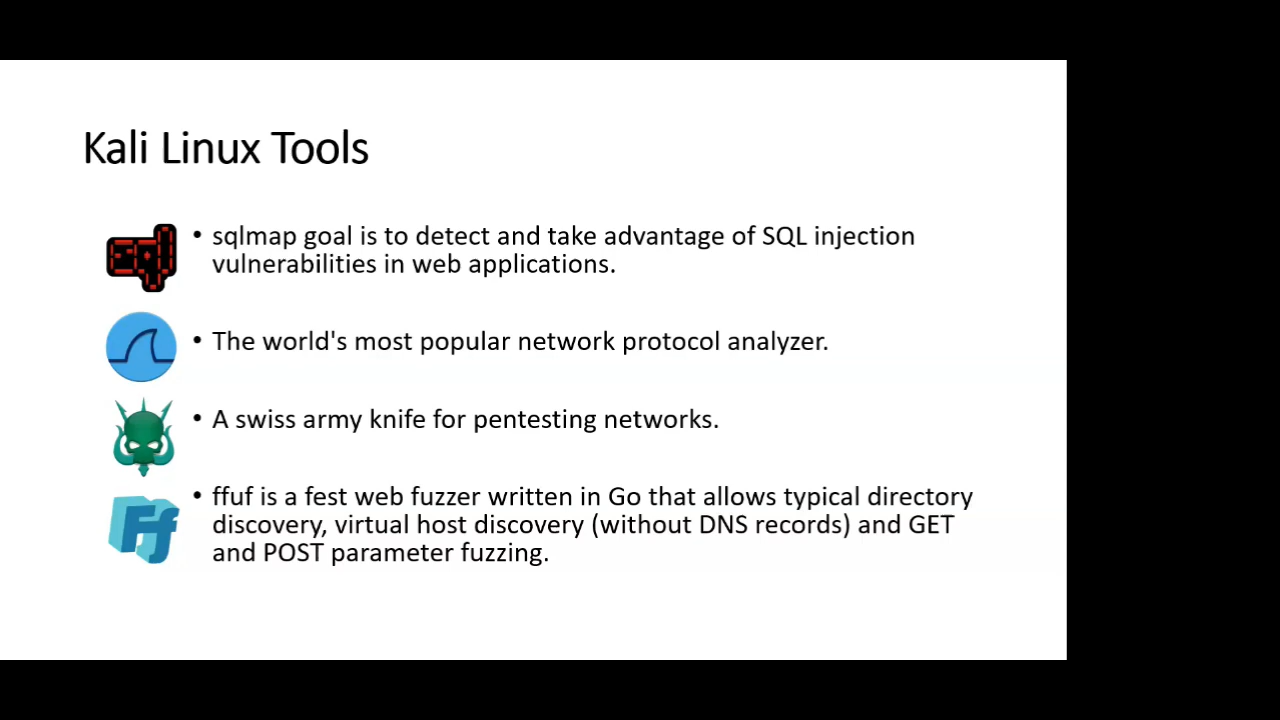 Kali Linux Tools
sql
• sqlmap goal is to detect and take advantage of SQL injection
vulnerabilities in web applications.
• The world's most popular network protocol analyzer.
• A swiss army knife for pentesting networks.
Ff
• ffuf is a fest web fuzzer written in Go that allows typical directory
discovery, virtual host discovery (without DNS records) and GET
and POST parameter fuzzing.